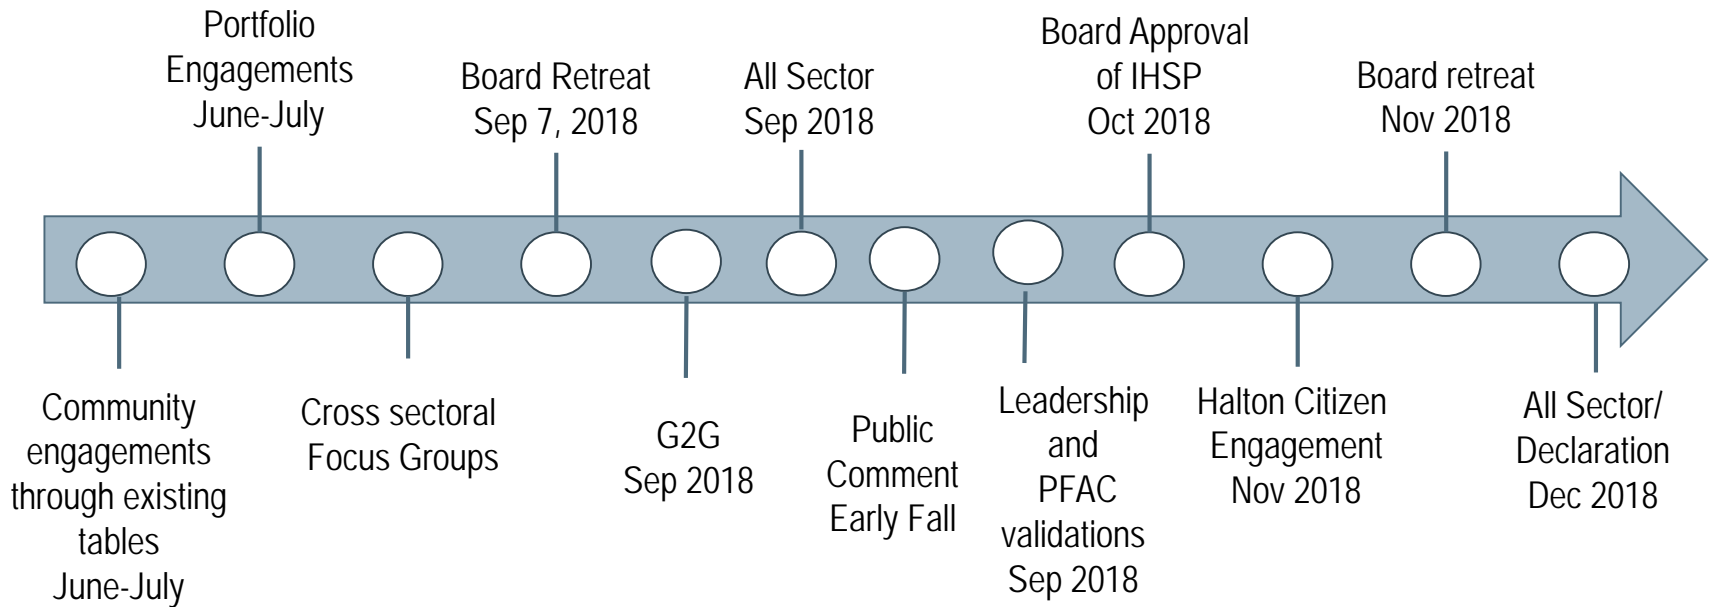 Portfolio
Engagements
June-July
Board Retreat
Sep 7, 2018
All Sector
Sep 2018
Board Approval
of IHSP
Oct 2018
Board retreat
Nov 2018
Community
engagements
through existing
tables
June-July
Cross sectoral
Focus Groups
G2G
Sep 2018
Public
Comment
Early Fall
Leadership
and
PFAC
validations
Sep 2018
Halton Citizen
Engagement
Nov 2018
All Sector/
Declaration
Dec 2018